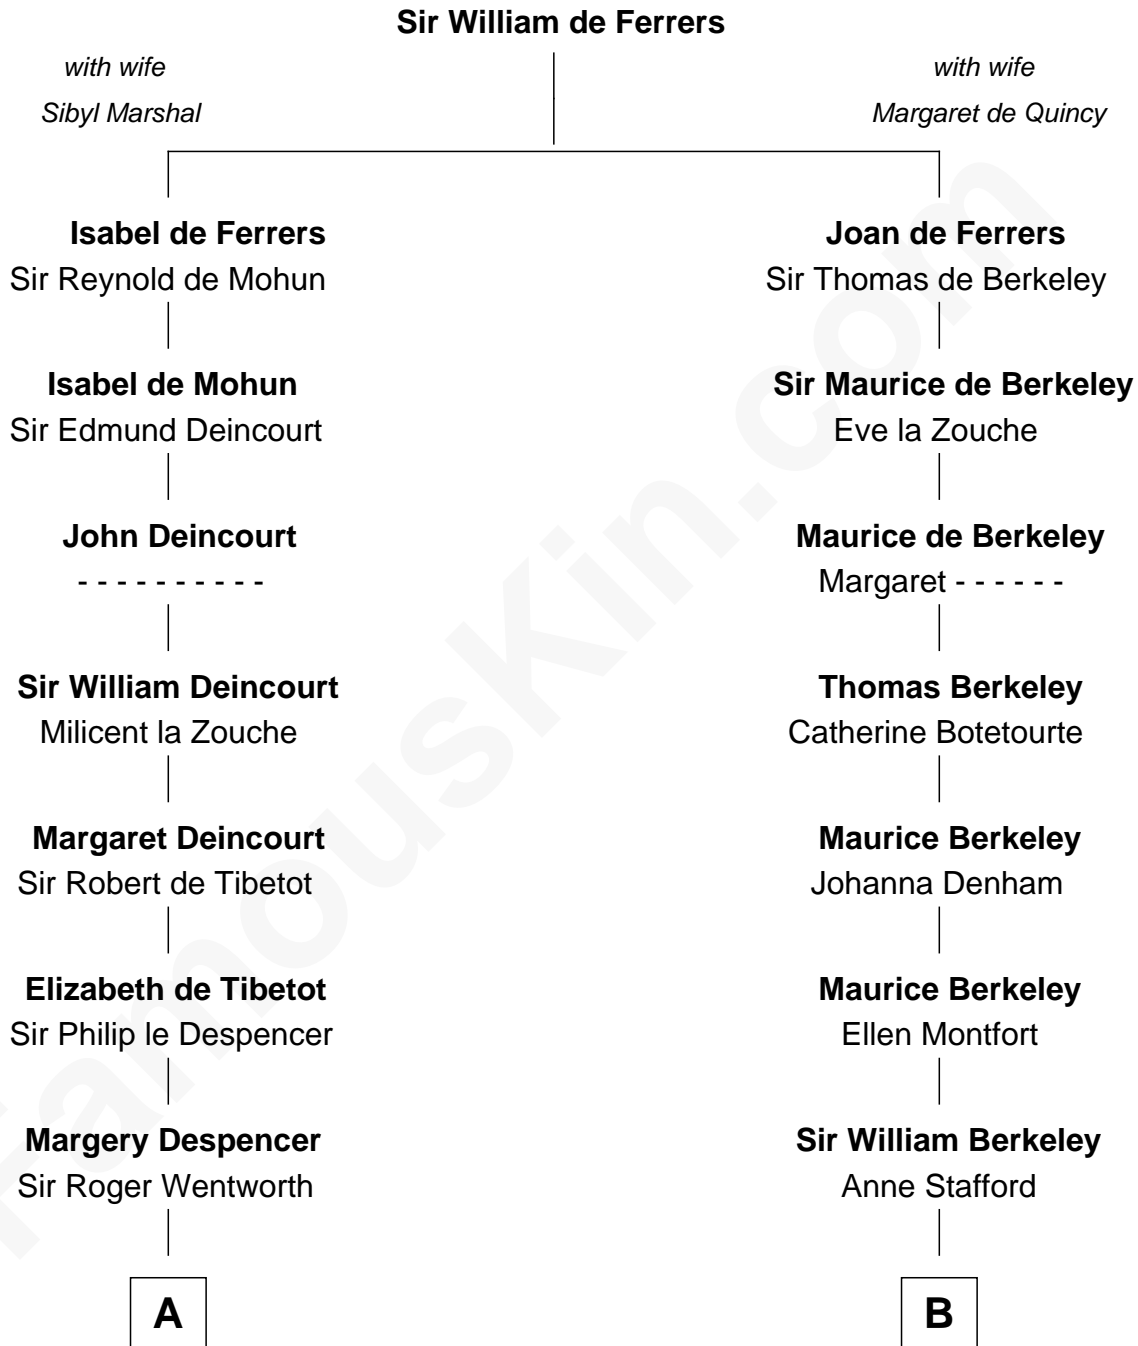 Sir William de Ferrers
with wife
Sibyl Marshal
with wife
Margaret de Quincy
Isabel de Ferrers
Sir Reynold de Mohun
Joan de Ferrers
Sir Thomas de Berkeley
Isabel de Mohun
Sir Edmund Deincourt
Sir Maurice de Berkeley
Eve la Zouche
John Deincourt
- - - - - - - - - -
Maurice de Berkeley
Margaret - - - - - -
Sir William Deincourt
Milicent la Zouche
Thomas Berkeley
Catherine Botetourte
Margaret Deincourt
Sir Robert de Tibetot
Maurice Berkeley
Johanna Denham
Elizabeth de Tibetot
Sir Philip le Despencer
Maurice Berkeley
Ellen Montfort
Margery Despencer
Sir Roger Wentworth
Sir William Berkeley
Anne Stafford
A
B
FamousKin.com